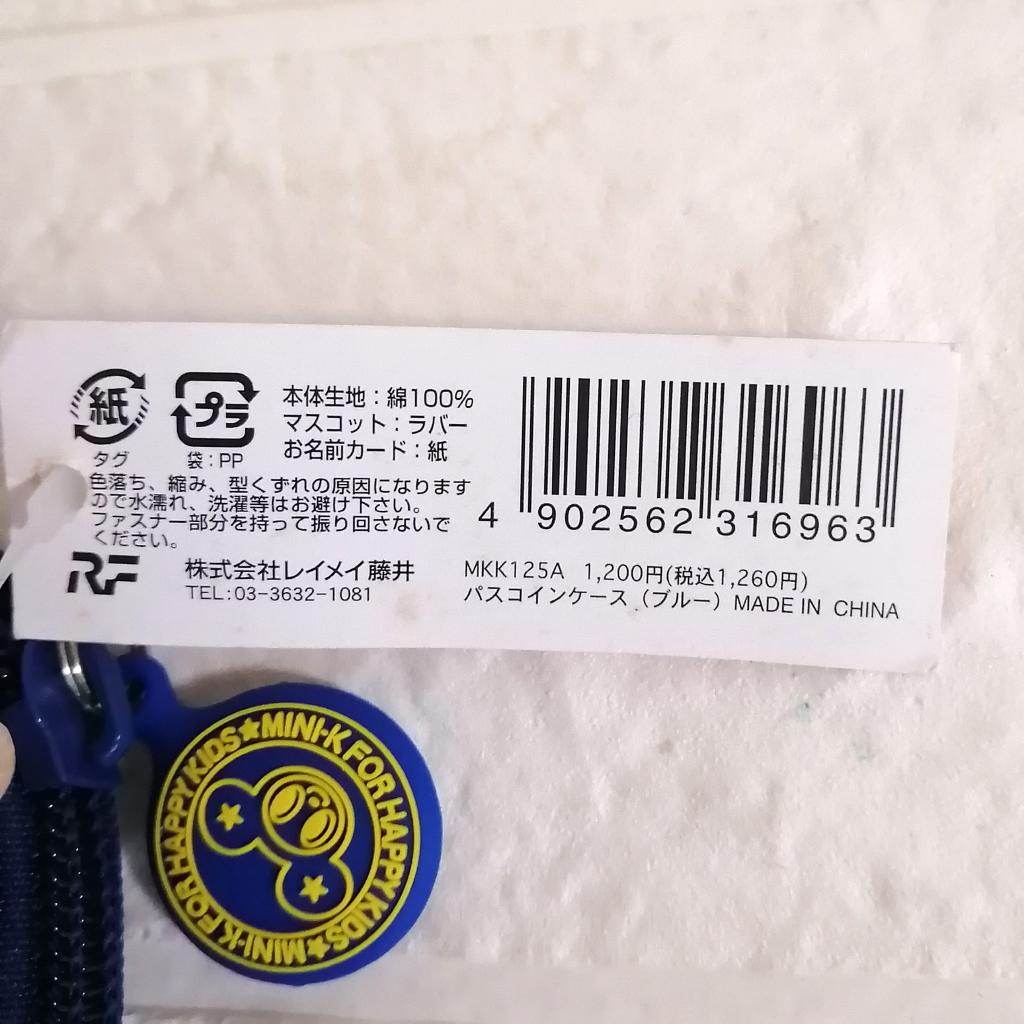 紙
プラ
タグ
袋:PP
本体生地：綿100%
マスコット：ラバー
お名前カード：紙
色落ち、縮み、型くずれの原因になります
ので水濡れ、洗濯等はお避け下さい。
ファスナー部分を持って振り回さないで
ください。
RF
株式会社レイメイ藤井
TEL:03-3632-1081
4 902562 316963
MKK125A 1,200円(税込1,260円)
パスコインケース（ブルー）MADE IN CHINA
★MINI-K FOR HAPPY KIDS★MINI-K FOR HAPPY KIDS